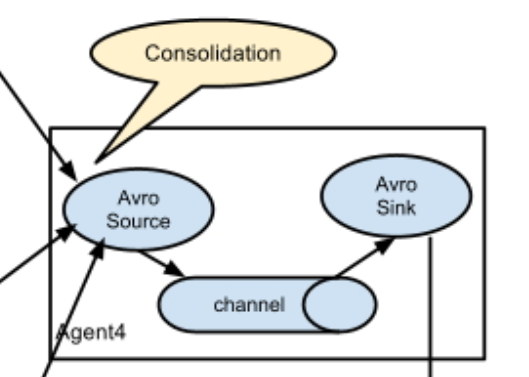 Consolidation
Avro
Source
Avro
Sink
channel
Agent4